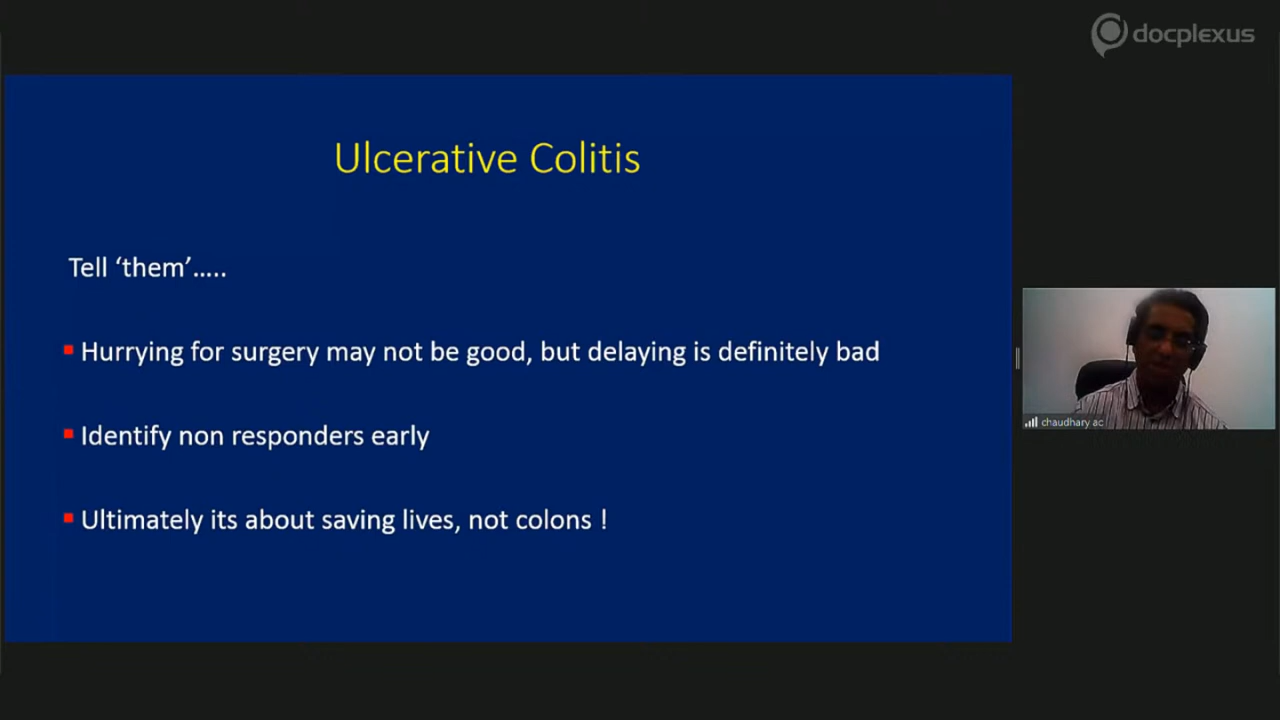 docplexus
Ulcerative Colitis
Tell ‘them’.....
Hurrying for surgery may not be good, but delaying is definitely bad
Identify non responders early
Ultimately its about saving lives, not colons !
chaudhary ac